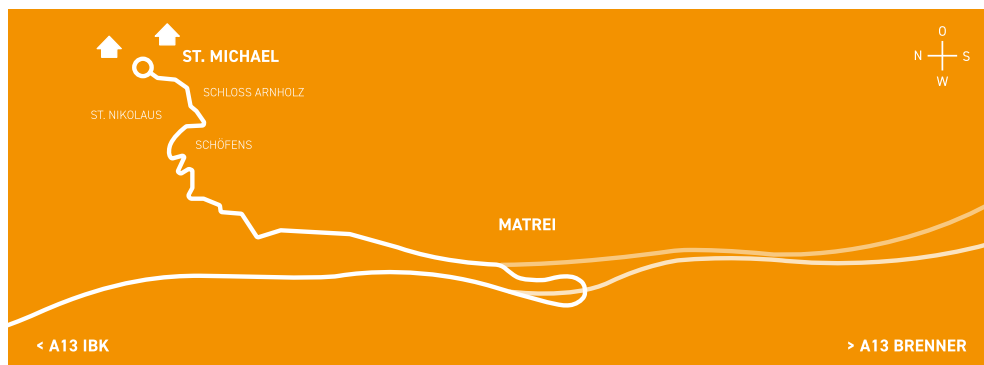 ST. MICHAEL
SCHLOSS ARNHOLZ
ST. NIKOLAUS
SCHÖFENS
MATREI
O
N S
W
< A13 IBK
> A13 BRENNER